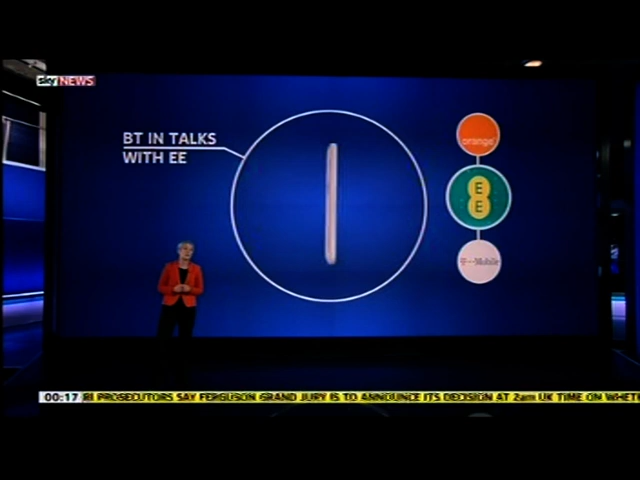 sky NEWS
BT IN TALKS
WITH EE
orange
E
E
T-Mobile
00:17 RI PROSECUTORS SAY FERGUSON GRAND JURY IS TO ANNOUNCE ITS DECISION AT 2am UK TIME ON WHETH